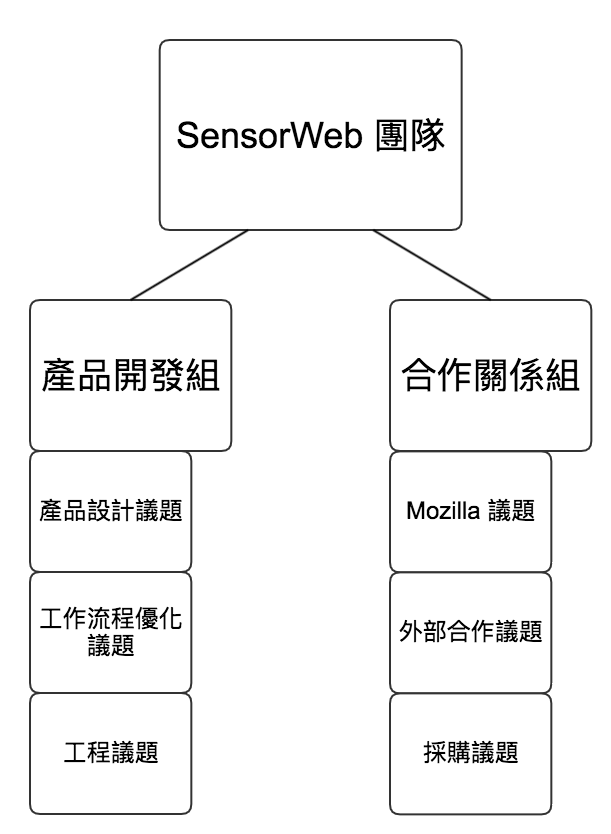 SensorWeb 團隊
產品開發組
產品設計議題
工作流程優化
議題
工程議題
合作關係組
Mozilla 議題
外部合作議題
採購議題